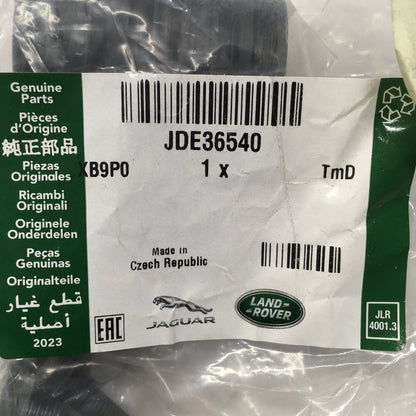 Genuine
Parts
Pièces
d'Origine
純正部品
Piezas
Originales
Ricambi
Originali
Originele
Onderdelen
Peças
Genuinas
Originalteile
قطع غيار
أصلية
2023
JDE36540
XB9P0 1 x TmD
Made in
Czech Republic
EAC
JAGUAR
LAND-
ROVER
JLR
4001.3